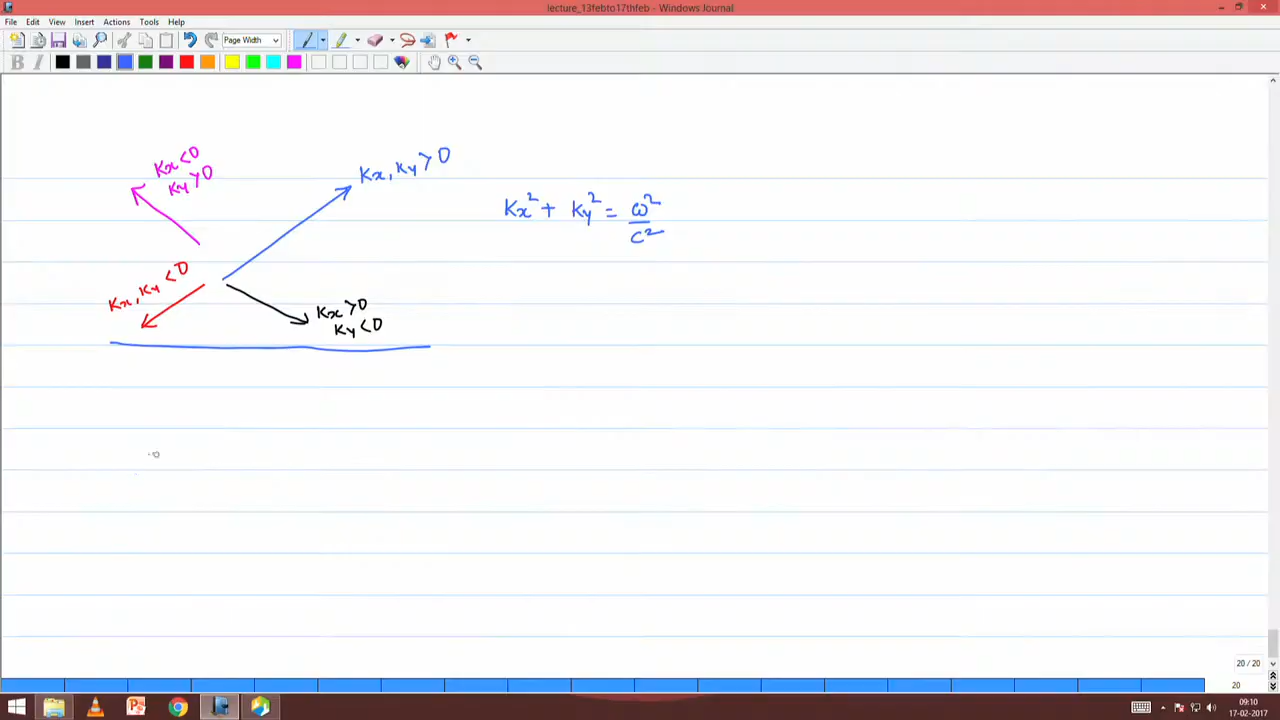 lecture_13febto17thfeb - Windows Journal
File Edit View Insert Actions Tools Help
Page Width
B I
Kx<0
Ky>0
Kx, Ky>0
Kx² + Ky² = ω²/c²
Kx, Ky<0
Kx>0
Ky<0
20/20
20
09:10
17-02-2017